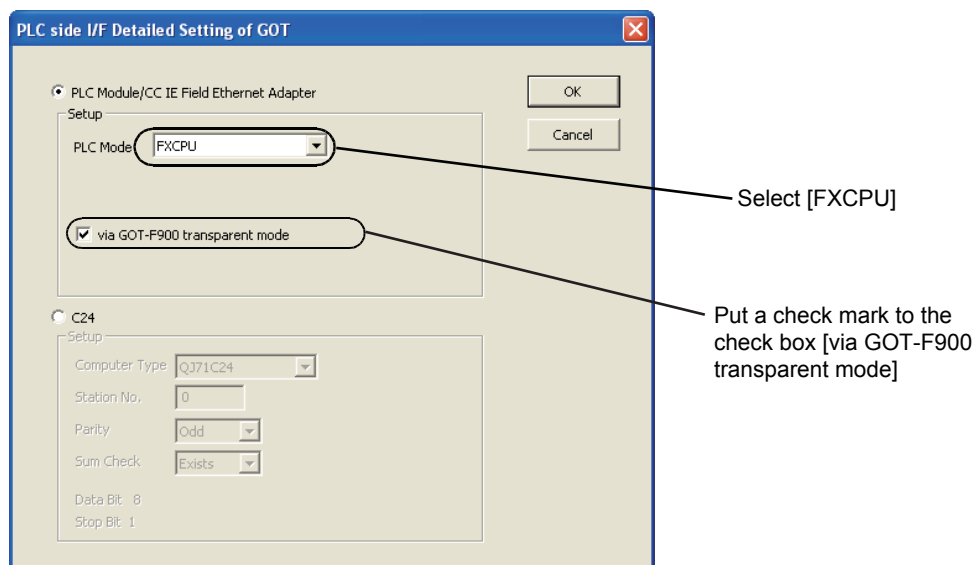 PLC side I/F Detailed Setting of GOT
PLC Module/CC IE Field Ethernet Adapter
OK
Setup
Cancel
PLC Mode FXCPU
Select [FXCPU]
via GOT-F900 transparent mode
Put a check mark to the
check box [via GOT-F900
transparent mode]
C24
Setup
Computer Type QJ71C24
Station No. 0
Parity Odd
Sum Check Exists
Data Bit 8
Stop Bit 1